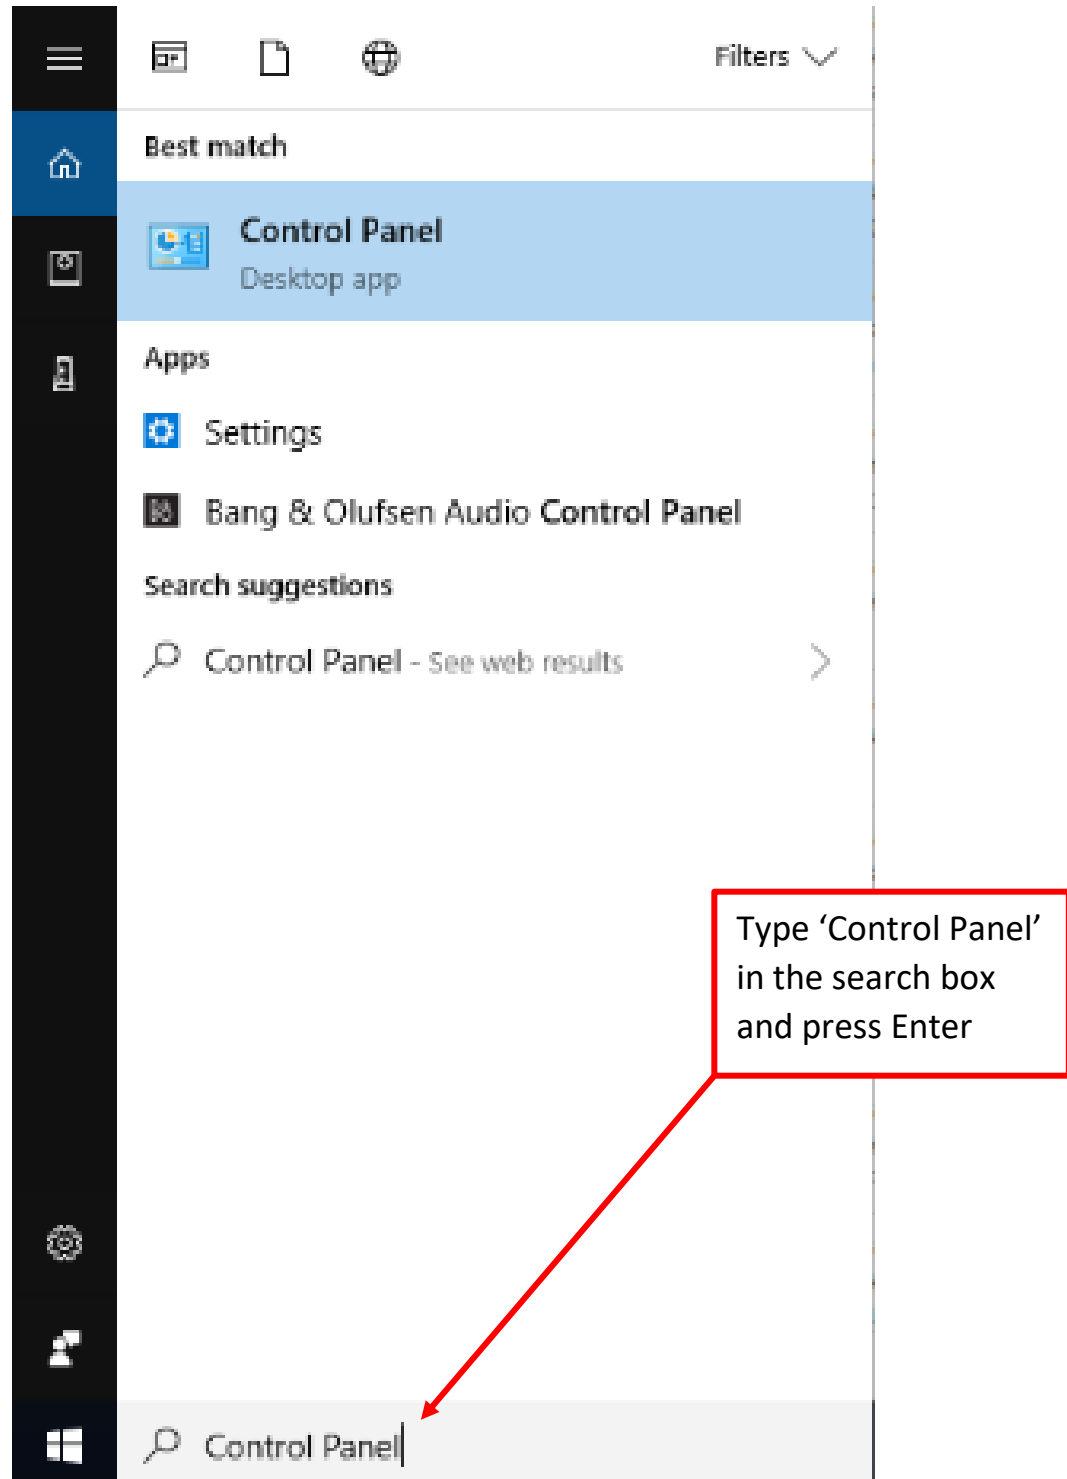 Filters
Best match
Control Panel
Desktop app
Apps
Settings
Bang & Olufsen Audio Control Panel
Search suggestions
Control Panel - See web results
Type ‘Control Panel’
in the search box
and press Enter
Control Panel